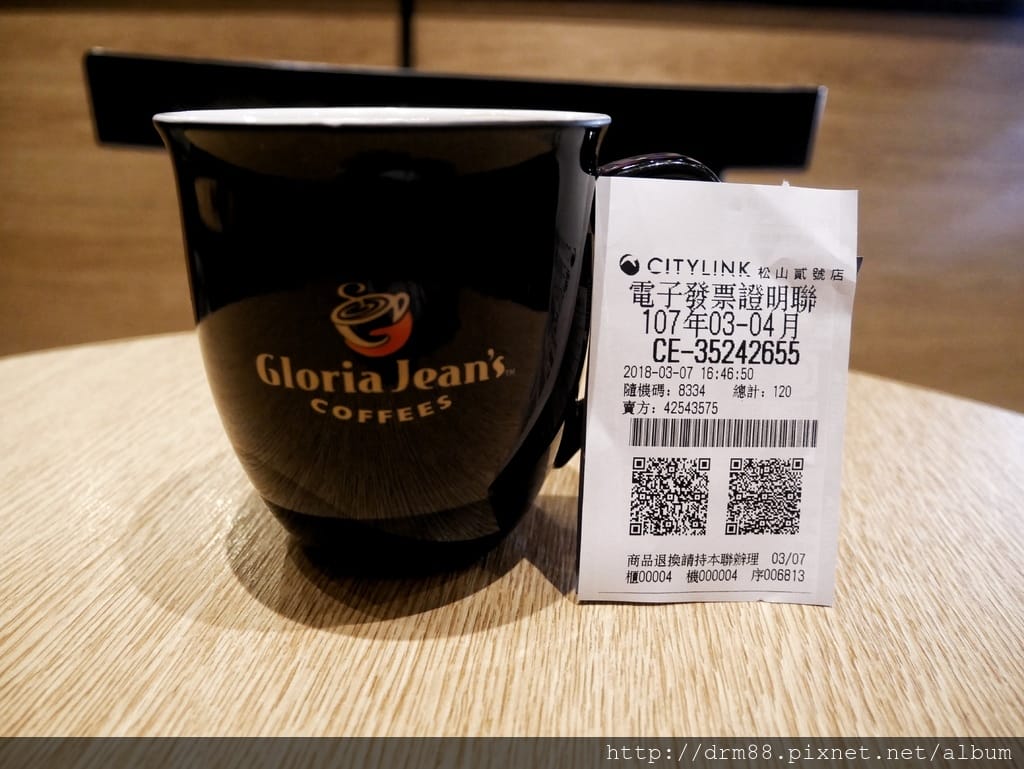 Gloria Jean's™
COFFEES
CITYLINK 松山貳號店
電子發票證明聯
107年03-04月
CE-35242655
2018-03-07 16:46:50
隨機碼: 8334 總計: 120
賣方: 42543575
商品退換請持本聯辦理 03/07
櫃00004 機000004 序006813
http://drm88.pixnet.net/album